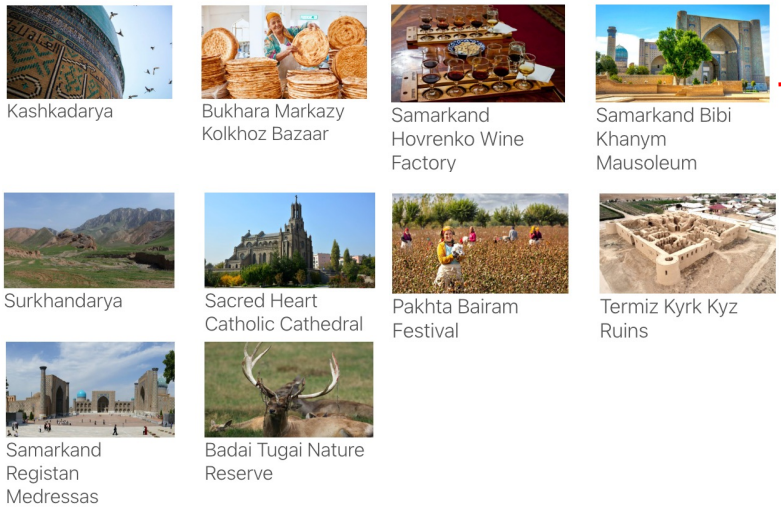 Kashkadarya
Bukhara Markazy
Kolkhoz Bazaar
Samarkand
Hovrenko Wine
Factory
Samarkand Bibi
Khanym
Mausoleum
Surkhandarya
Sacred Heart
Catholic Cathedral
Pakhta Bairam
Festival
Termiz Kyrk Kyz
Ruins
Samarkand
Registan
Medressas
Badai Tugai Nature
Reserve